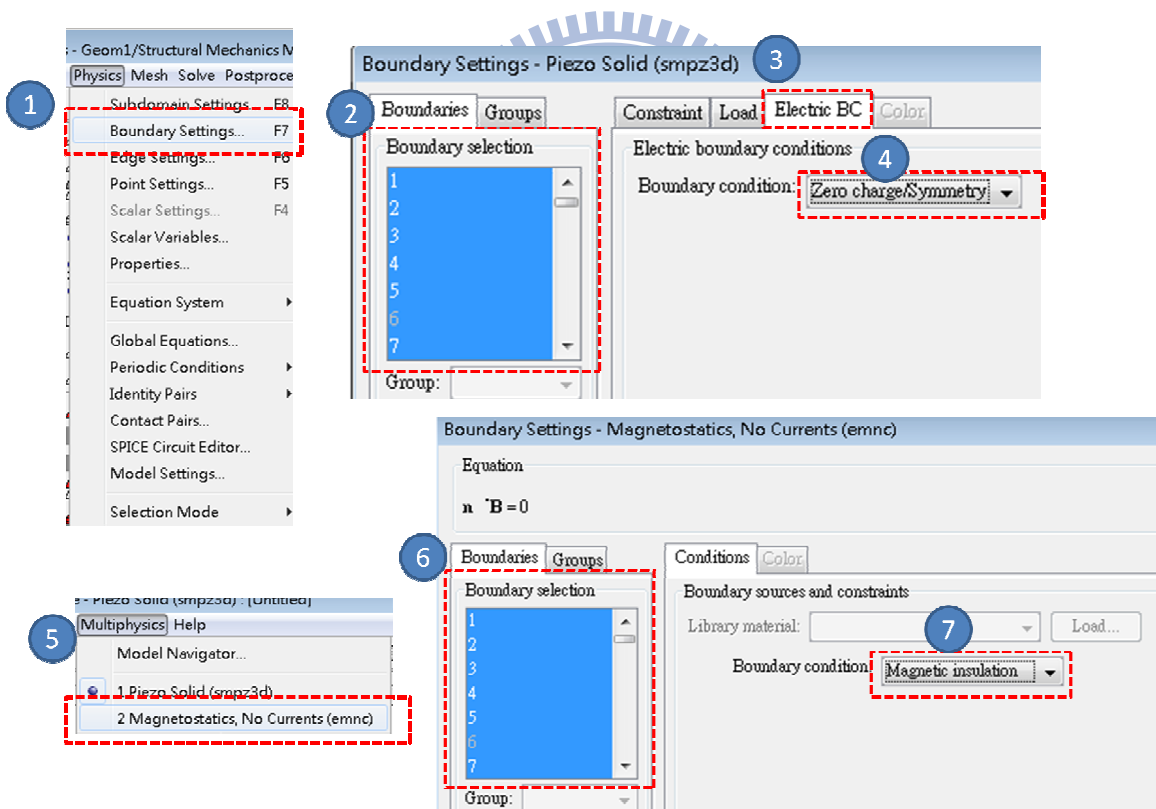 1
- Geom1/Structural Mechanics M
Physics Mesh Solve Postproce
Subdomain Settings... F8
Boundary Settings... F7
Edge Settings... F6
Point Settings... F5
Scalar Settings... F4
Scalar Variables...
Properties...
Equation System
Global Equations...
Periodic Conditions
Identity Pairs
Contact Pairs...
SPICE Circuit Editor...
Model Settings...
Selection Mode
Boundary Settings - Piezo Solid (smpz3d)
3
2
Boundaries Groups
Constraint Load Electric BC Color
Boundary selection
1
2
3
4
5
6
7
Group:
Electric boundary conditions
4
Boundary condition: Zero charge/Symmetry
5
- Piezo Solid (smpz3d) : [Untitled]
Multiphysics Help
Model Navigator...
1 Piezo Solid (smpz3d)
2 Magnetostatics, No Currents (emnc)
Boundary Settings - Magnetostatics, No Currents (emnc)
Equation
n ·B = 0
6
Boundaries Groups
Conditions Color
Boundary selection
1
2
3
4
5
6
7
Group:
Boundary sources and constraints
Library material: Load...
7
Boundary condition Magnetic insulation